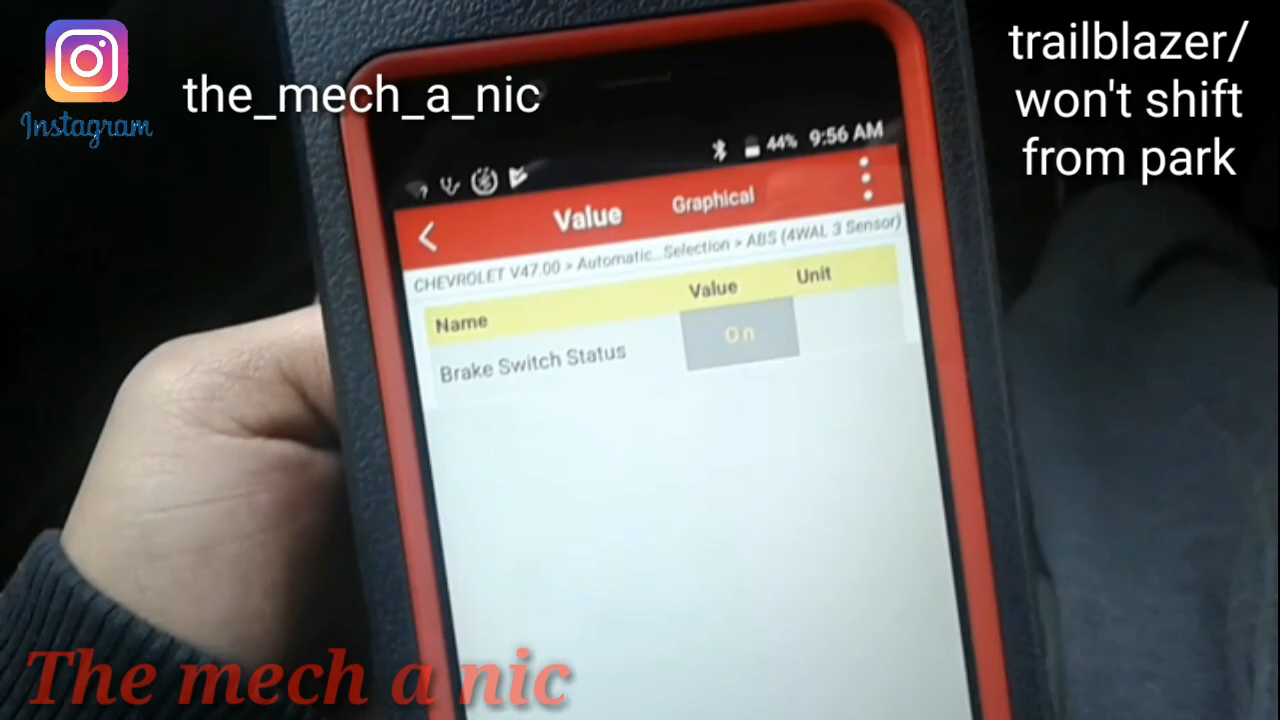 Instagram
the_mech_a_nic
trailblazer/
won't shift
from park
44% 9:56 AM
Value Graphical
CHEVROLET V47.00 > Automatic...Selection > ABS (4WAL 3 Sensor)
Name Value Unit
Brake Switch Status On
The mech a nic